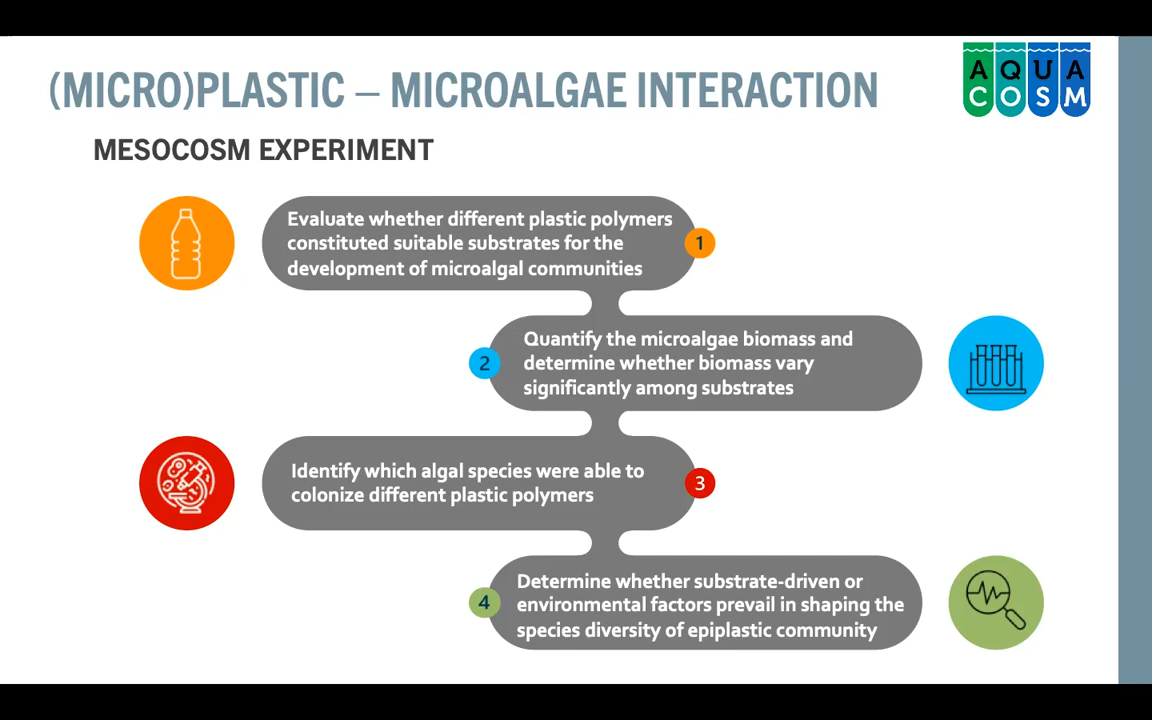 (MICRO)PLASTIC – MICROALGAE INTERACTION
AQUA
COSM
MESOCOSM EXPERIMENT
Evaluate whether different plastic polymers
constituted suitable substrates for the
development of microalgal communities
1
2
Quantify the microalgae biomass and
determine whether biomass vary
significantly among substrates
Identify which algal species were able to
colonize different plastic polymers
3
4
Determine whether substrate-driven or
environmental factors prevail in shaping the
species diversity of epiplastic community